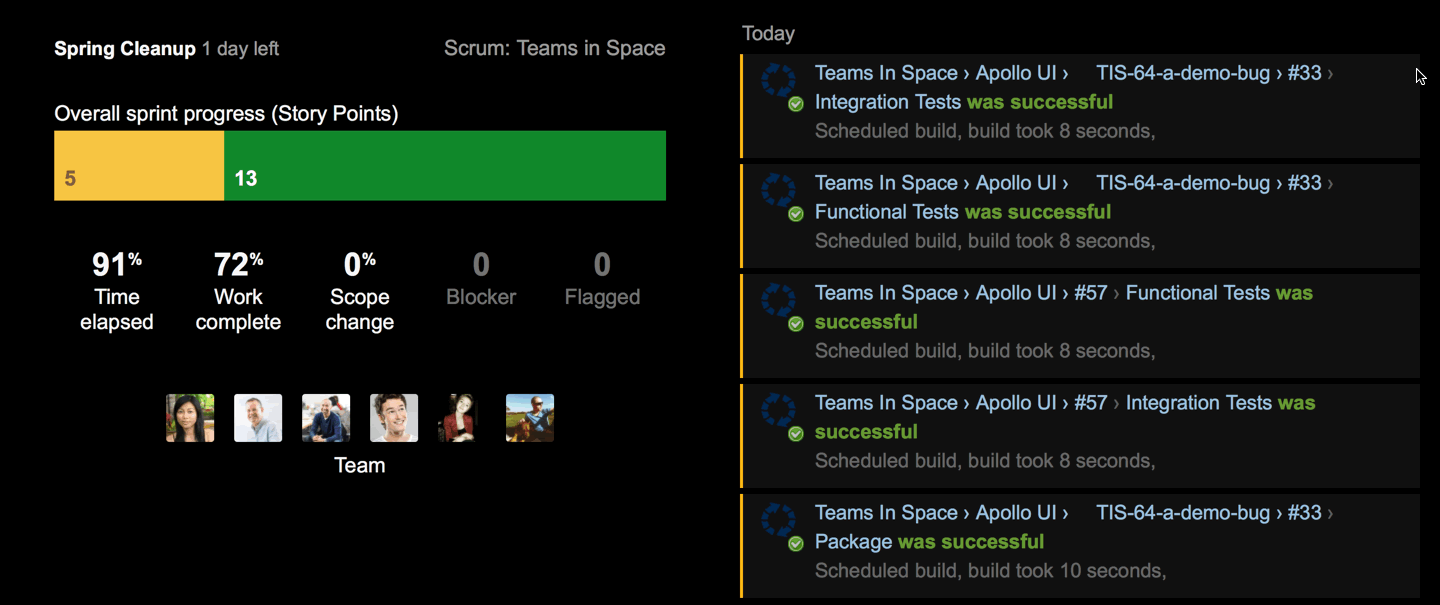 Spring Cleanup 1 day left
Scrum: Teams in Space
Overall sprint progress (Story Points)
5
13
91% 72% 0% 0 0
Time Work Scope Blocker Flagged
elapsed complete change
Team
Today
Teams In Space › Apollo UI › TIS-64-a-demo-bug › #33 ›
Integration Tests was successful
Scheduled build, build took 8 seconds,
Teams In Space › Apollo UI › TIS-64-a-demo-bug › #33 ›
Functional Tests was successful
Scheduled build, build took 8 seconds,
Teams In Space › Apollo UI › #57 › Functional Tests was
successful
Scheduled build, build took 8 seconds,
Teams In Space › Apollo UI › #57 › Integration Tests was
successful
Scheduled build, build took 8 seconds,
Teams In Space › Apollo UI › TIS-64-a-demo-bug › #33 ›
Package was successful
Scheduled build, build took 10 seconds,